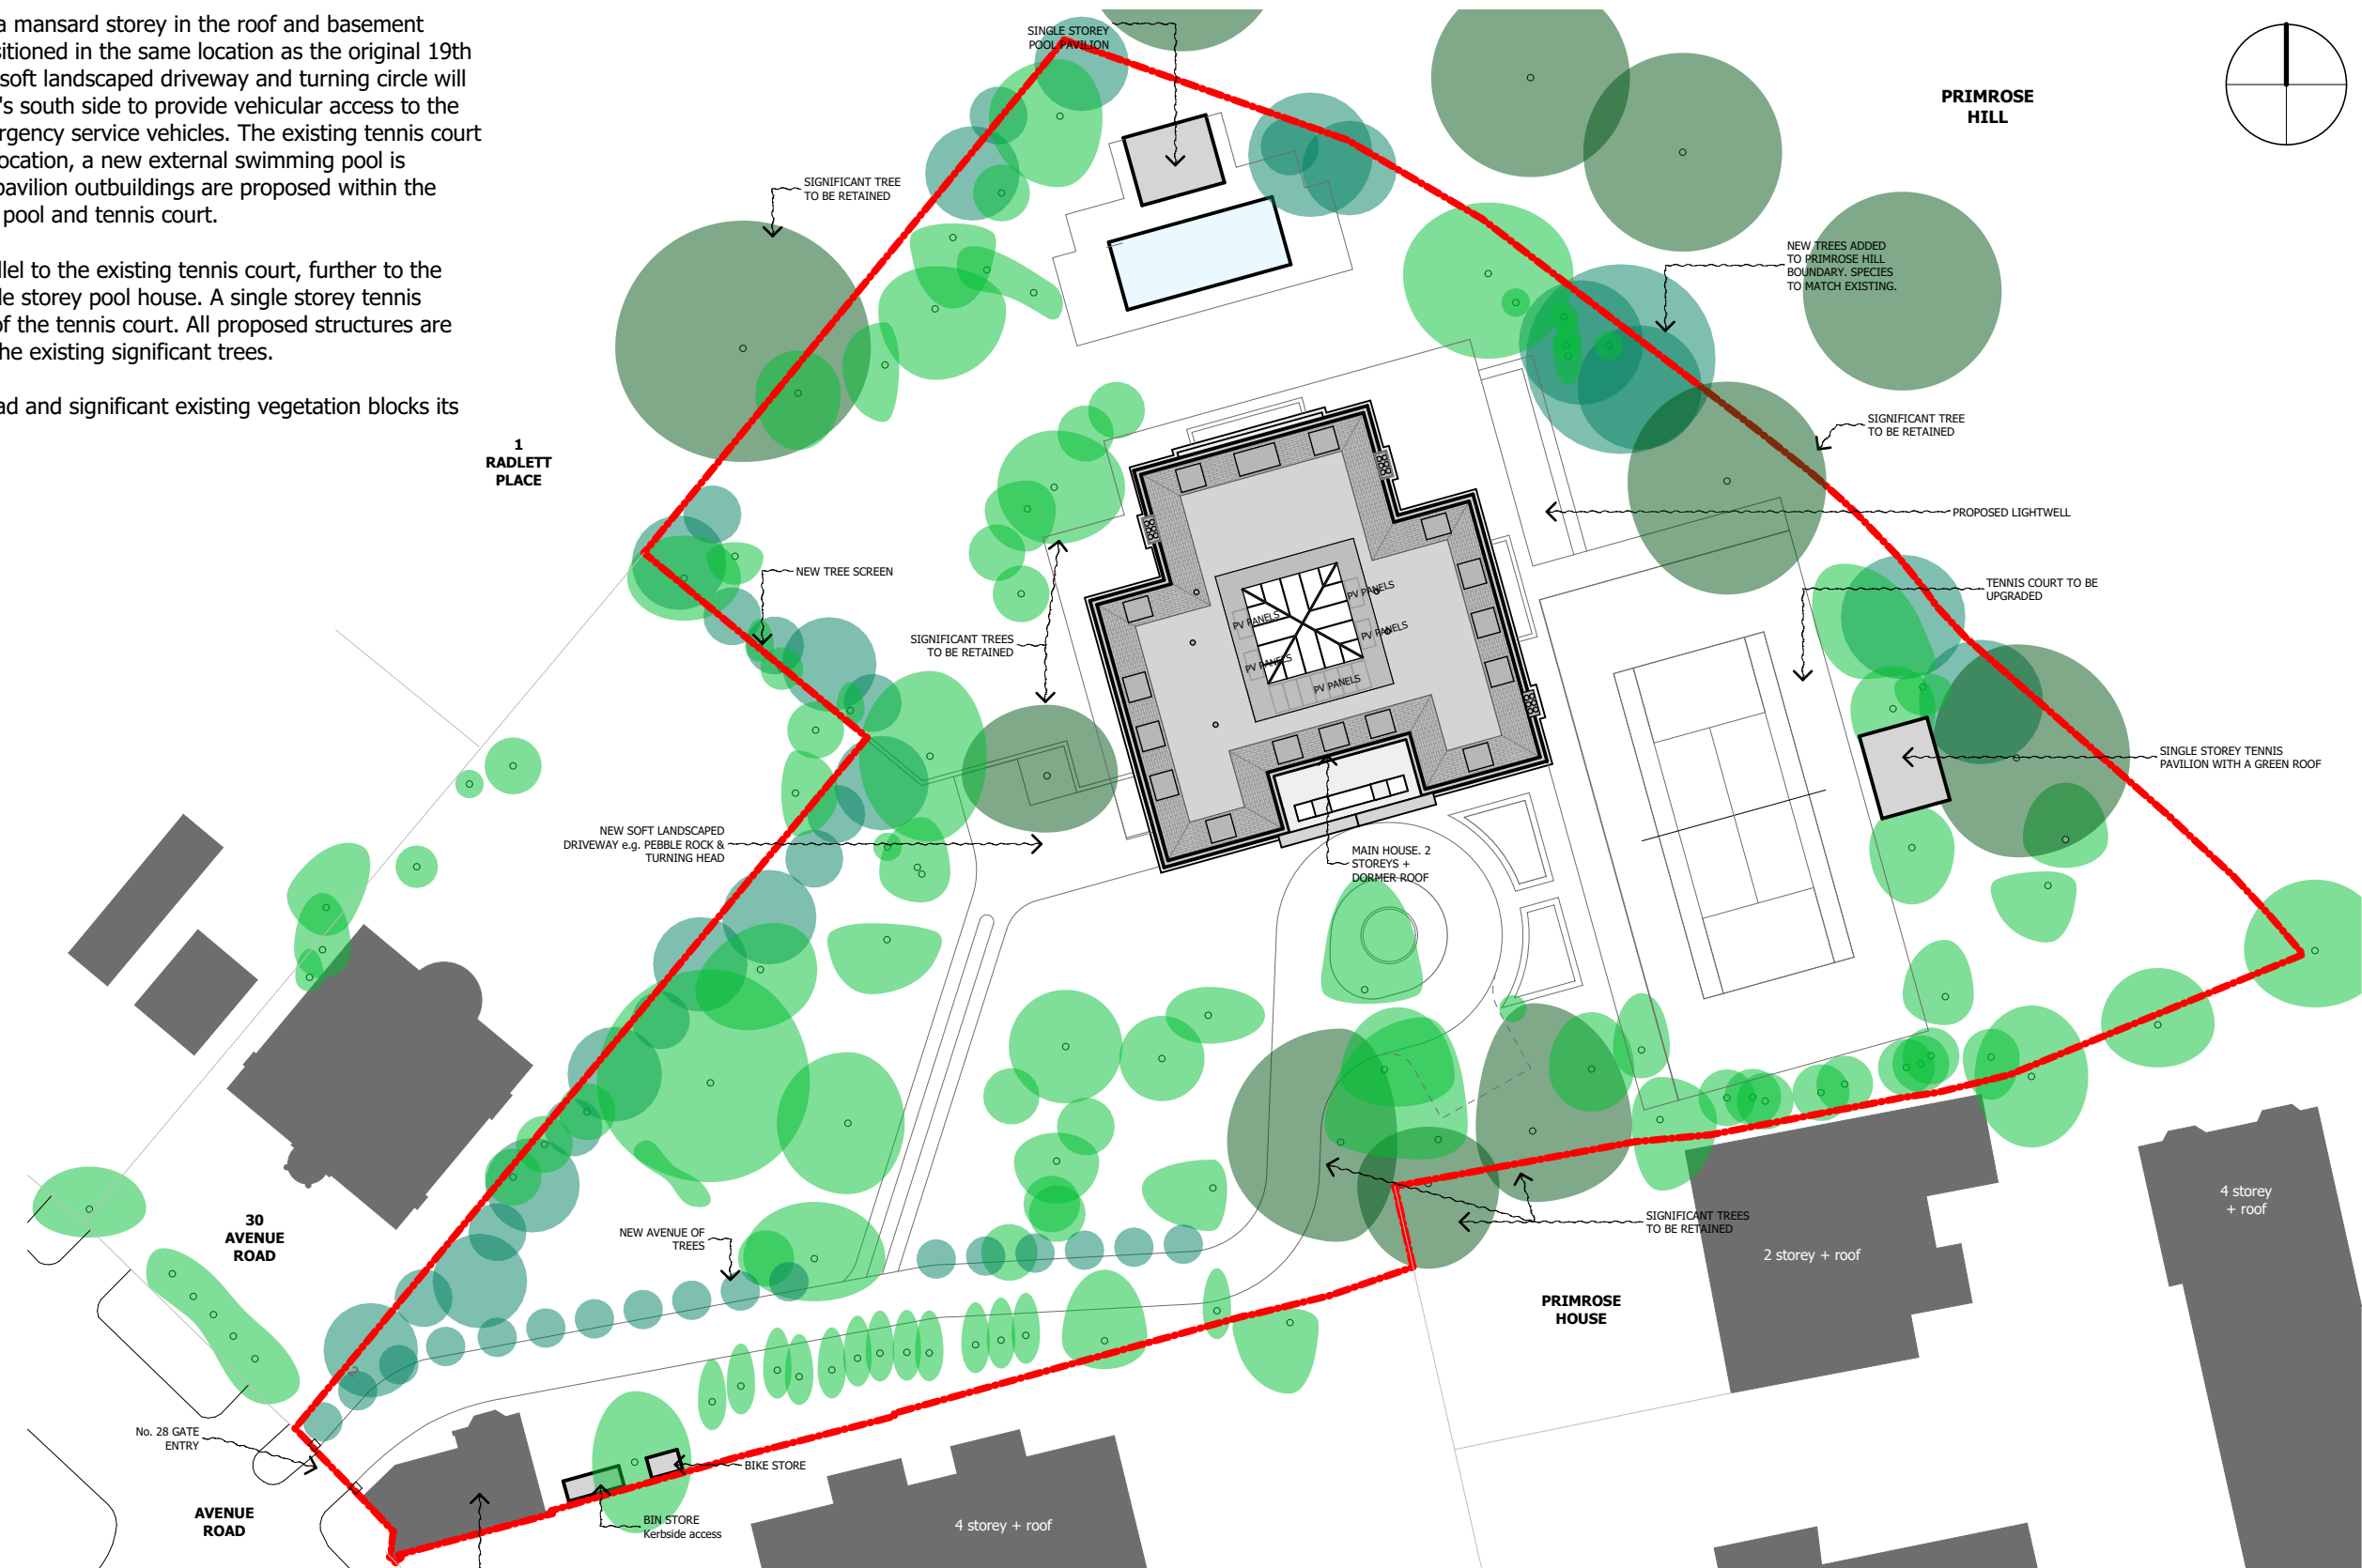 a mansard storey in the roof and basement
sitioned in the same location as the original 19th
soft landscaped driveway and turning circle will
's south side to provide vehicular access to the
rgency service vehicles. The existing tennis court
ocation, a new external swimming pool is
pavilion outbuildings are proposed within the
pool and tennis court.
llel to the existing tennis court, further to the
le storey pool house. A single storey tennis
of the tennis court. All proposed structures are
the existing significant trees.
ad and significant existing vegetation blocks its
SINGLE STOREY
POOL PAVILION
PRIMROSE
HILL
SIGNIFICANT TREE
TO BE RETAINED
NEW TREES ADDED
TO PRIMROSE HILL
BOUNDARY. SPECIES
TO MATCH EXISTING.
SIGNIFICANT TREE
TO BE RETAINED
1
RADLETT
PLACE
PROPOSED LIGHTWELL
NEW TREE SCREEN
TENNIS COURT TO BE
UPGRADED
SIGNIFICANT TREES
TO BE RETAINED
PV PANELS
PV PANELS
PV PANELS
PV PANELS
PV PANELS
SINGLE STOREY TENNIS
PAVILION WITH A GREEN ROOF
NEW SOFT LANDSCAPED
DRIVEWAY e.g. PEBBLE ROCK &
TURNING HEAD
MAIN HOUSE. 2
STOREYS +
DORMER ROOF
30
AVENUE
ROAD
NEW AVENUE OF
TREES
SIGNIFICANT TREES
TO BE RETAINED
4 storey
+ roof
2 storey + roof
PRIMROSE
HOUSE
No. 28 GATE
ENTRY
BIKE STORE
AVENUE
ROAD
BIN STORE
Kerbside access
4 storey + roof